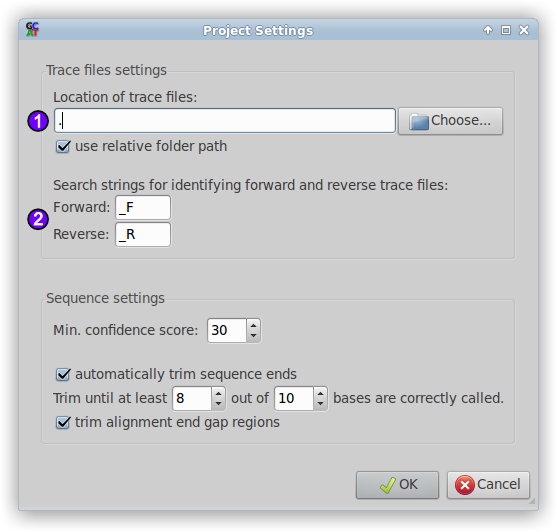 GC
AT
Project Settings
Trace files settings
Location of trace files:
1
.
Choose...
use relative folder path
Search strings for identifying forward and reverse trace files:
2
Forward: _F
Reverse: _R
Sequence settings
Min. confidence score: 30
automatically trim sequence ends
Trim until at least 8 out of 10 bases are correctly called.
trim alignment end gap regions
OK Cancel